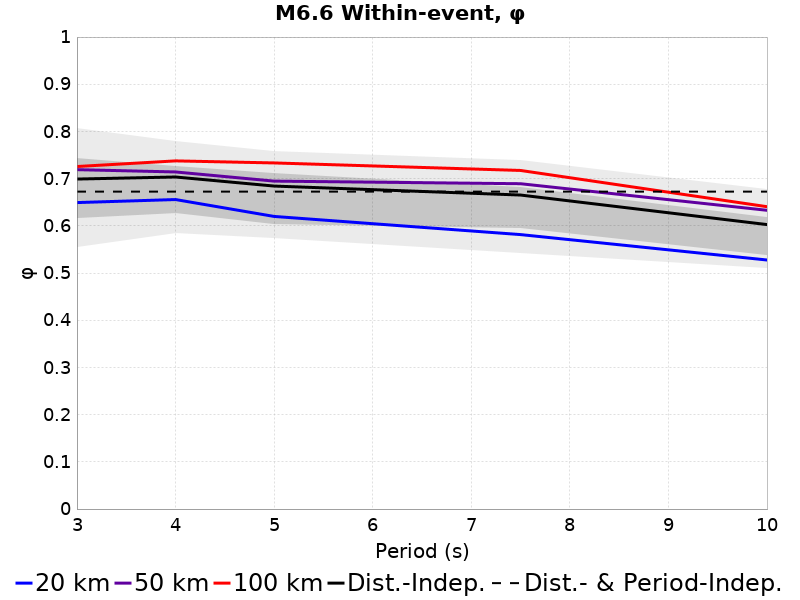 M6.6 Within-event, φ
1
0.9
0.8
0.7
0.6
0.5
0.4
0.3
0.2
0.1
0
φ
3 4 5 6 7 8 9 10
Period (s)
20 km 50 km 100 km Dist.-Indep. Dist.- & Period-Indep.